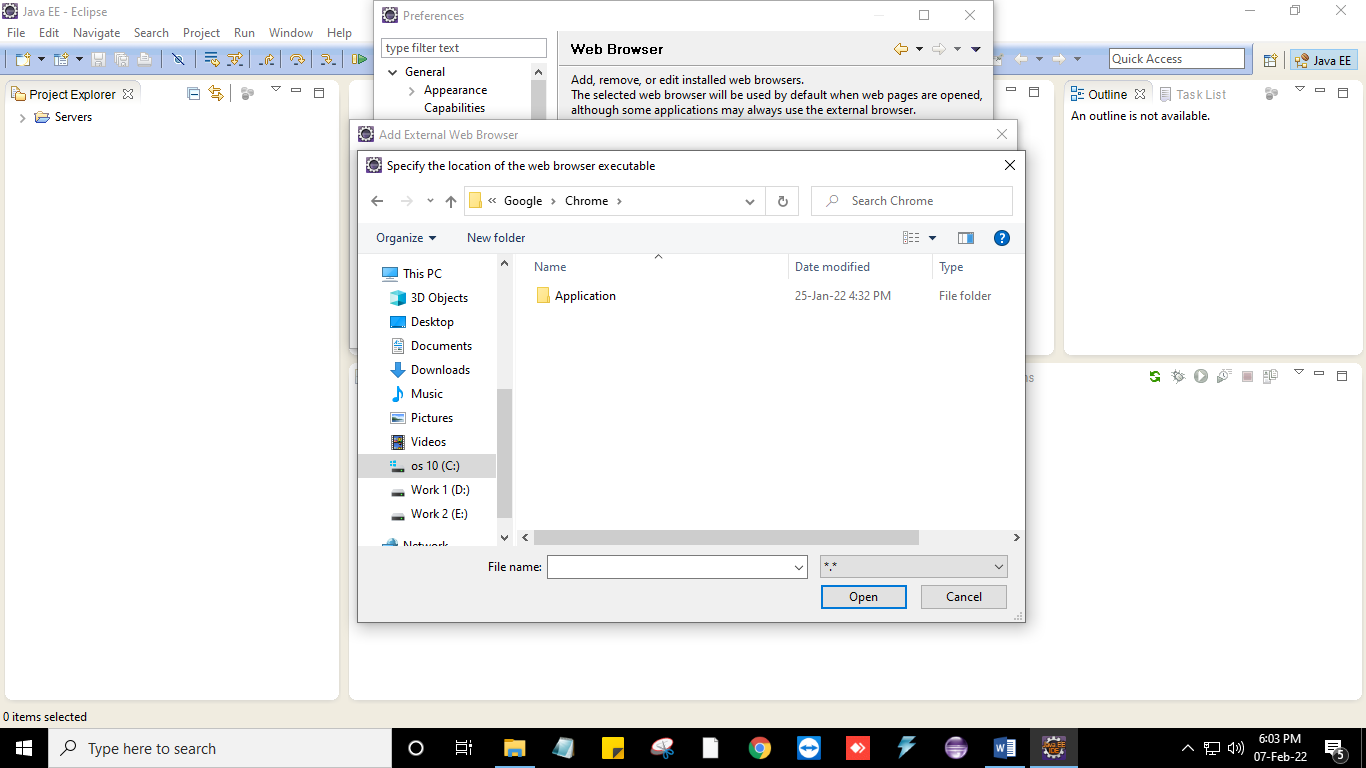 Java EE - Eclipse
File Edit Navigate Search Project Run Window Help
Quick Access
Java EE
Project Explorer
Servers
Preferences
type filter text
General
Appearance
Capabilities
Web Browser
Add, remove, or edit installed web browsers.
The selected web browser will be used by default when web pages are opened,
although some applications may always use the external browser.
Outline Task List
An outline is not available.
Add External Web Browser
Specify the location of the web browser executable
« Google Chrome
Search Chrome
Organize New folder
This PC
3D Objects
Desktop
Documents
Downloads
Music
Pictures
Videos
os 10 (C:)
Work 1 (D:)
Work 2 (E:)
Network
Name Date modified Type
Application 25-Jan-22 4:32 PM File folder
File name: *.*
Open Cancel
0 items selected
Type here to search
6:03 PM
07-Feb-22
5